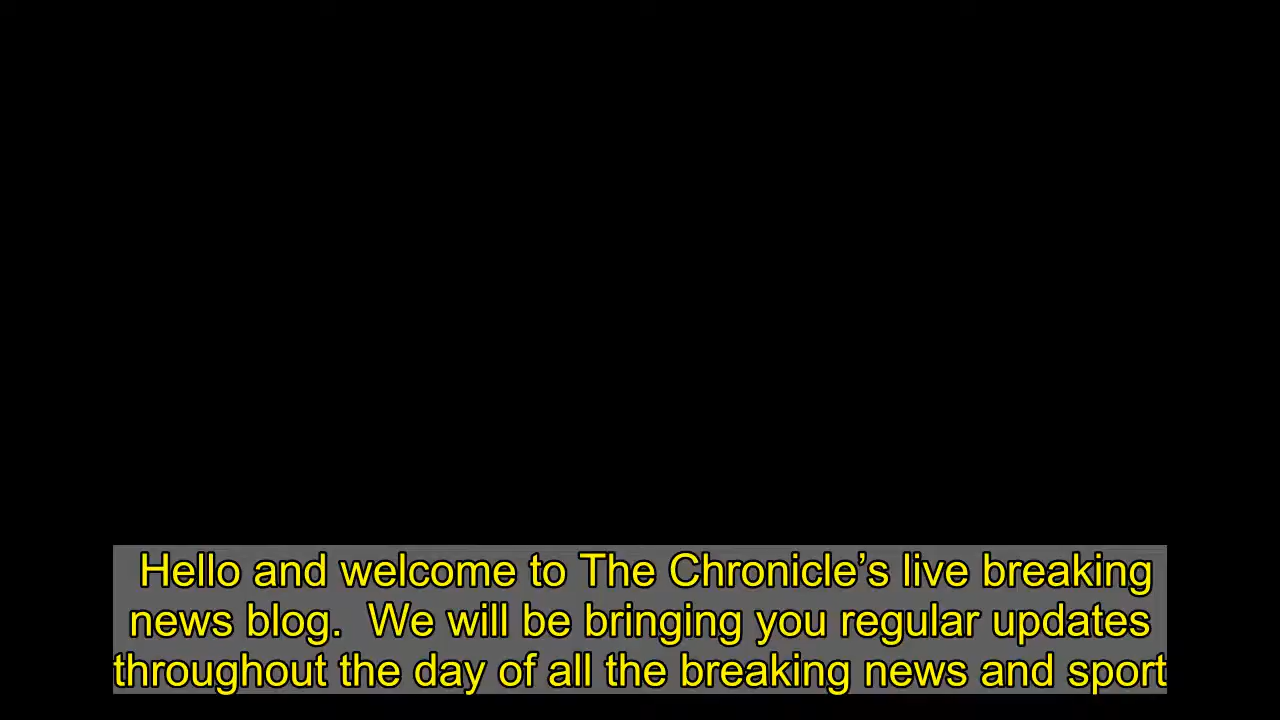 Hello and welcome to The Chronicle’s live breaking
news blog.  We will be bringing you regular updates
throughout the day of all the breaking news and sport